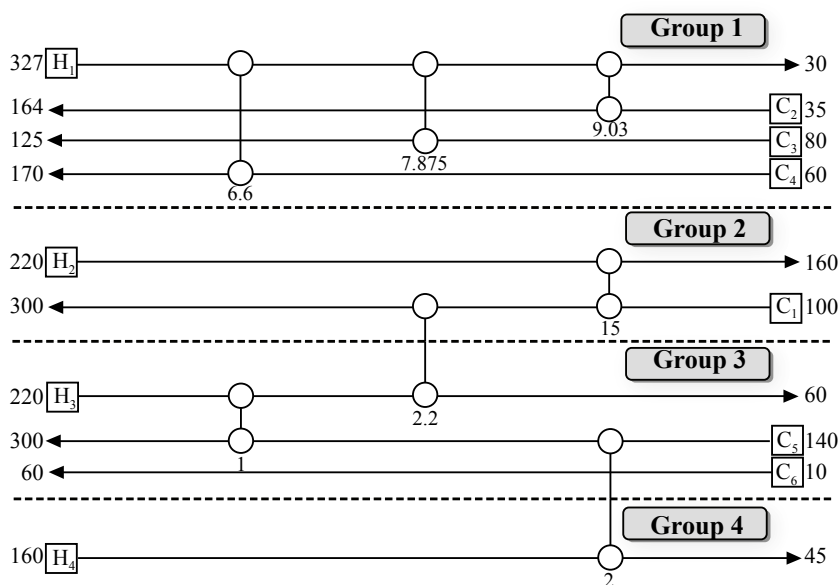 Group 1
327 H1 30
164 C2 35
9.03
125 C3 80
7.875
170 C4 60
6.6
Group 2
220 H2 160
300 C1 100
15
Group 3
220 H3 60
2.2
300 C5 140
1
60 C6 10
Group 4
160 H4 45
2